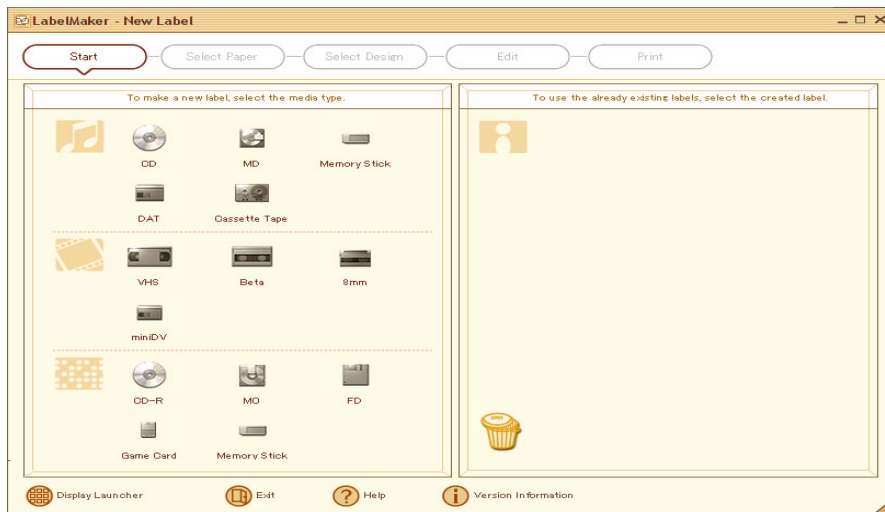 LabelMaker - New Label
Start
Select Paper
Select Design
Edit
Print
To make a new label, select the media type.
CD
MD
Memory Stick
DAT
Cassette Tape
VHS
Beta
8mm
miniDV
CD-R
MO
FD
Game Card
Memory Stick
To use the already existing labels, select the created label.
Display Launcher
Exit
Help
Version Information